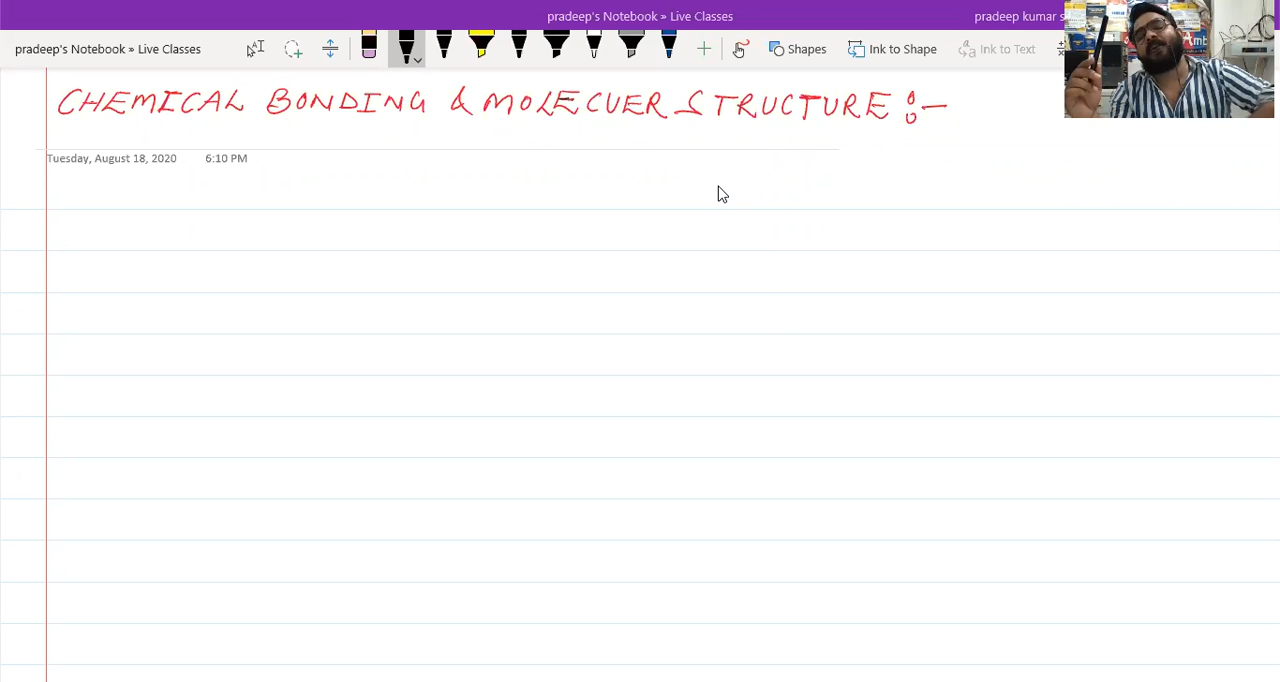 pradeep's Notebook » Live Classes
pradeep kumar s
pradeep's Notebook » Live Classes
Shapes
Ink to Shape
Ink to Text
CHEMICAL BONDING & MOLECUER STRUCTURE :-
Tuesday, August 18, 2020 6:10 PM